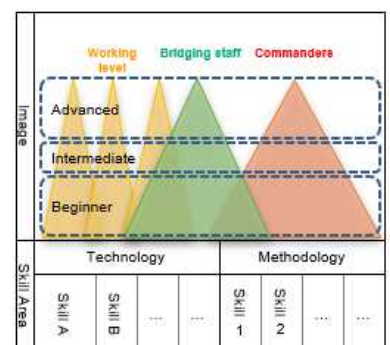 Working level
Bridging staff
Commanders
Image
Advanced
Intermediate
Beginner
Skill Area
Technology
Methodology
Skill A
Skill B
...
...
Skill 1
Skill 2
...
...